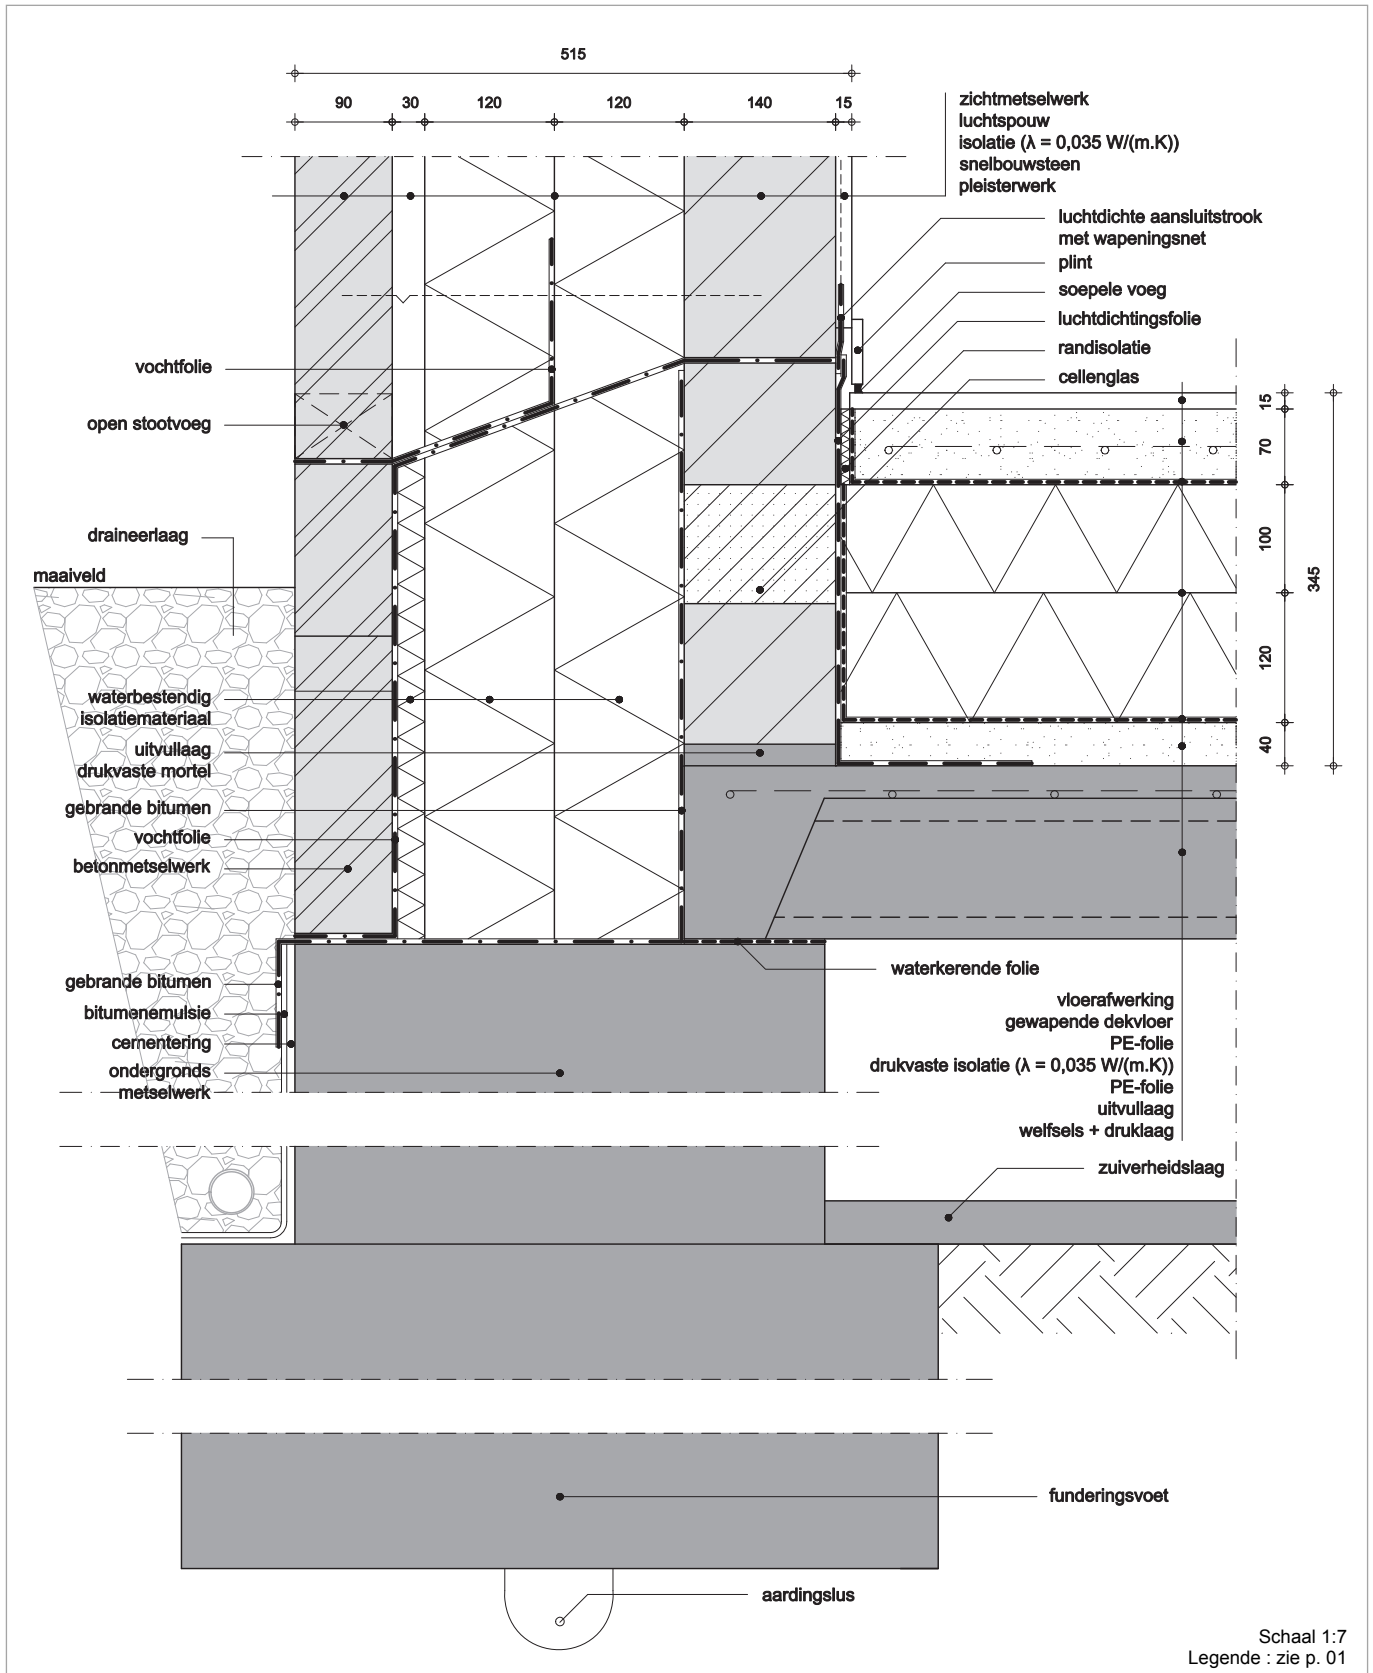 515
90 30 120 120 140 15
zichtmetselwerk
luchtspouw
isolatie (λ = 0,035 W/(m.K))
snelbouwsteen
pleisterwerk
luchtdichte aansluitstrook
met wapeningsnet
plint
soepele voeg
luchtdichtingsfolie
randisolatie
cellenglas
vochtfolie
open stootvoeg
draineerlaag
maaiveld
waterbestendig
isolatiemateriaal
uitvullaag
drukvaste mortel
gebrande bitumen
vochtfolie
betonmetselwerk
15
70
100
120
40
345
gebrande bitumen
bitumenemulsie
cementering
ondergronds
metselwerk
waterkerende folie
vloerafwerking
gewapende dekvloer
PE-folie
drukvaste isolatie (λ = 0,035 W/(m.K))
PE-folie
uitvullaag
welfsels + druklaag
zuiverheidslaag
funderingsvoet
aardingslus
Schaal 1:7
Legende : zie p. 01